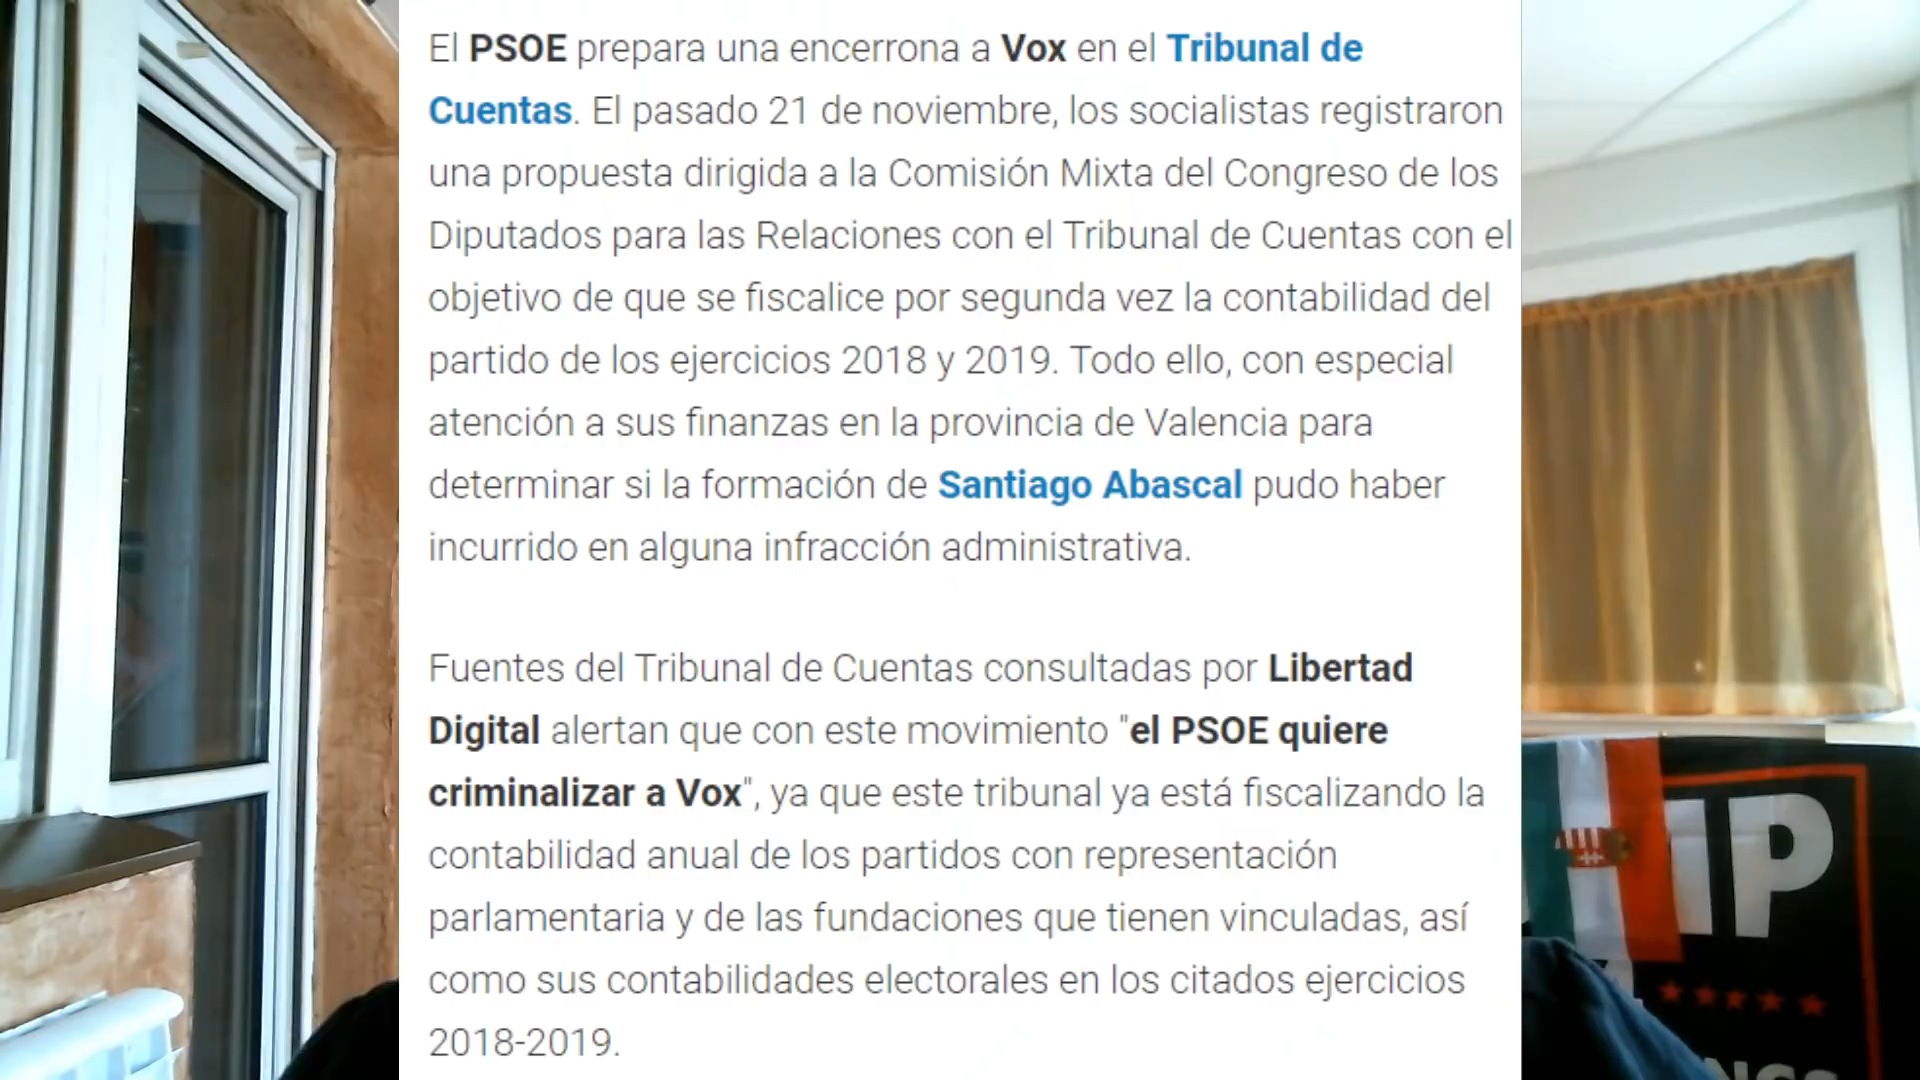 El PSOE prepara una encerrona a Vox en el Tribunal de
Cuentas. El pasado 21 de noviembre, los socialistas registraron
una propuesta dirigida a la Comisión Mixta del Congreso de los
Diputados para las Relaciones con el Tribunal de Cuentas con el
objetivo de que se fiscalice por segunda vez la contabilidad del
partido de los ejercicios 2018 y 2019. Todo ello, con especial
atención a sus finanzas en la provincia de Valencia para
determinar si la formación de Santiago Abascal pudo haber
incurrido en alguna infracción administrativa.
Fuentes del Tribunal de Cuentas consultadas por Libertad
Digital alertan que con este movimiento "el PSOE quiere
criminalizar a Vox", ya que este tribunal ya está fiscalizando la
contabilidad anual de los partidos con representación
parlamentaria y de las fundaciones que tienen vinculadas, así
como sus contabilidades electorales en los citados ejercicios
2018-2019.